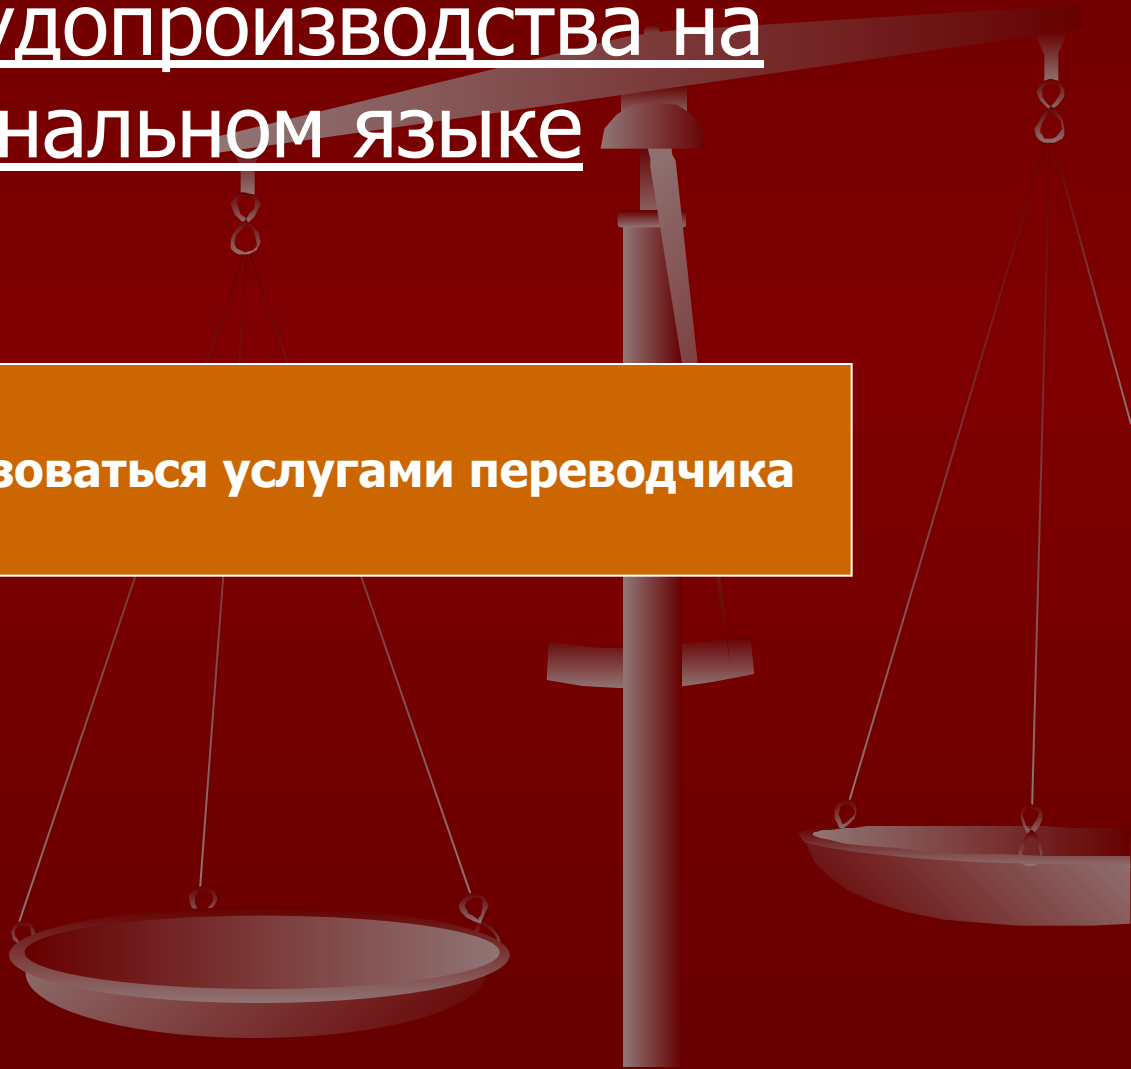 удопроизводства на
нальном языке
зоваться услугами переводчика